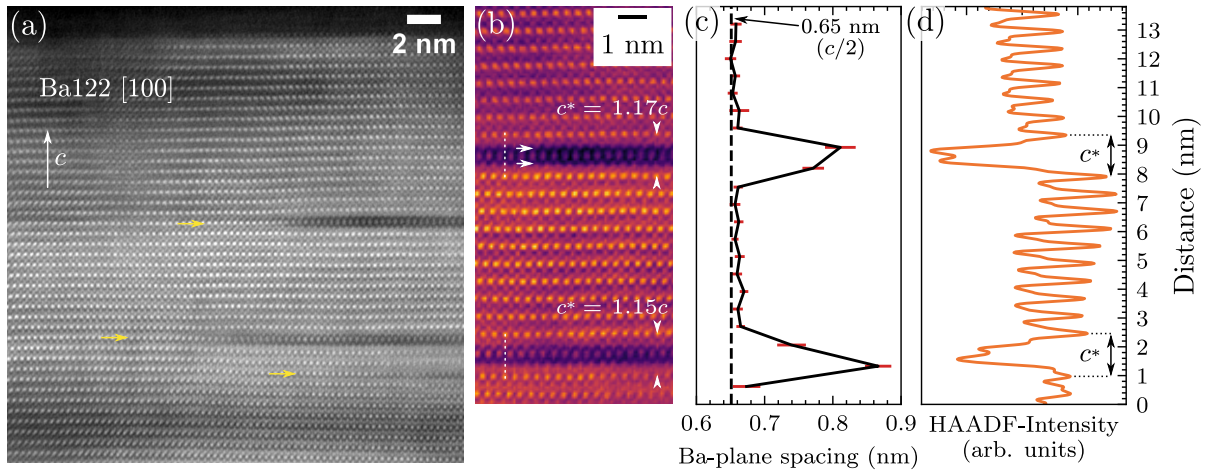 (a)
2 nm
Ba122 [100]
c
(b)
1 nm
c* = 1.17c
c* = 1.15c
(c)
0.65 nm
(c/2)
0.6 0.7 0.8 0.9
Ba-plane spacing (nm)
(d)
c*
c*
HAADF-Intensity
(arb. units)
13
12
11
10
9
8
7
6
5
4
3
2
1
0
Distance (nm)